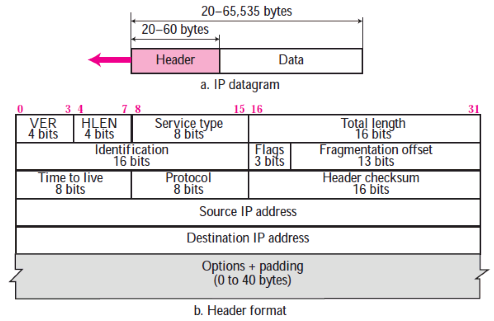 20–65,535 bytes
20–60 bytes
Header Data
a. IP datagram
0 3 4 7 8 15 16 31
VER HLEN Service type Total length
4 bits 4 bits 8 bits 16 bits
Identification Flags Fragmentation offset
16 bits 3 bits 13 bits
Time to live Protocol Header checksum
8 bits 8 bits 16 bits
Source IP address
Destination IP address
Options + padding
(0 to 40 bytes)
b. Header format